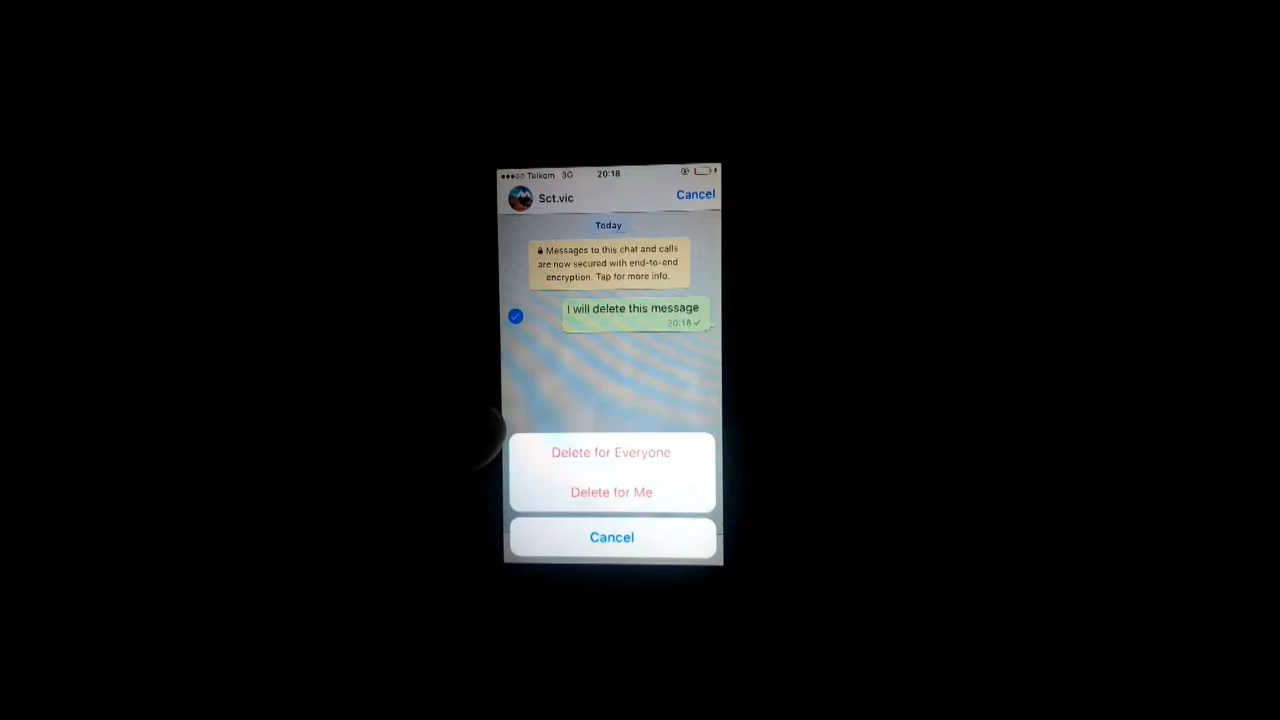 Telkom 3G 20:18
Sct.vic Cancel
Today
Messages to this chat and calls
are now secured with end-to-end
encryption. Tap for more info.
I will delete this message
20:18
Delete for Everyone
Delete for Me
Cancel